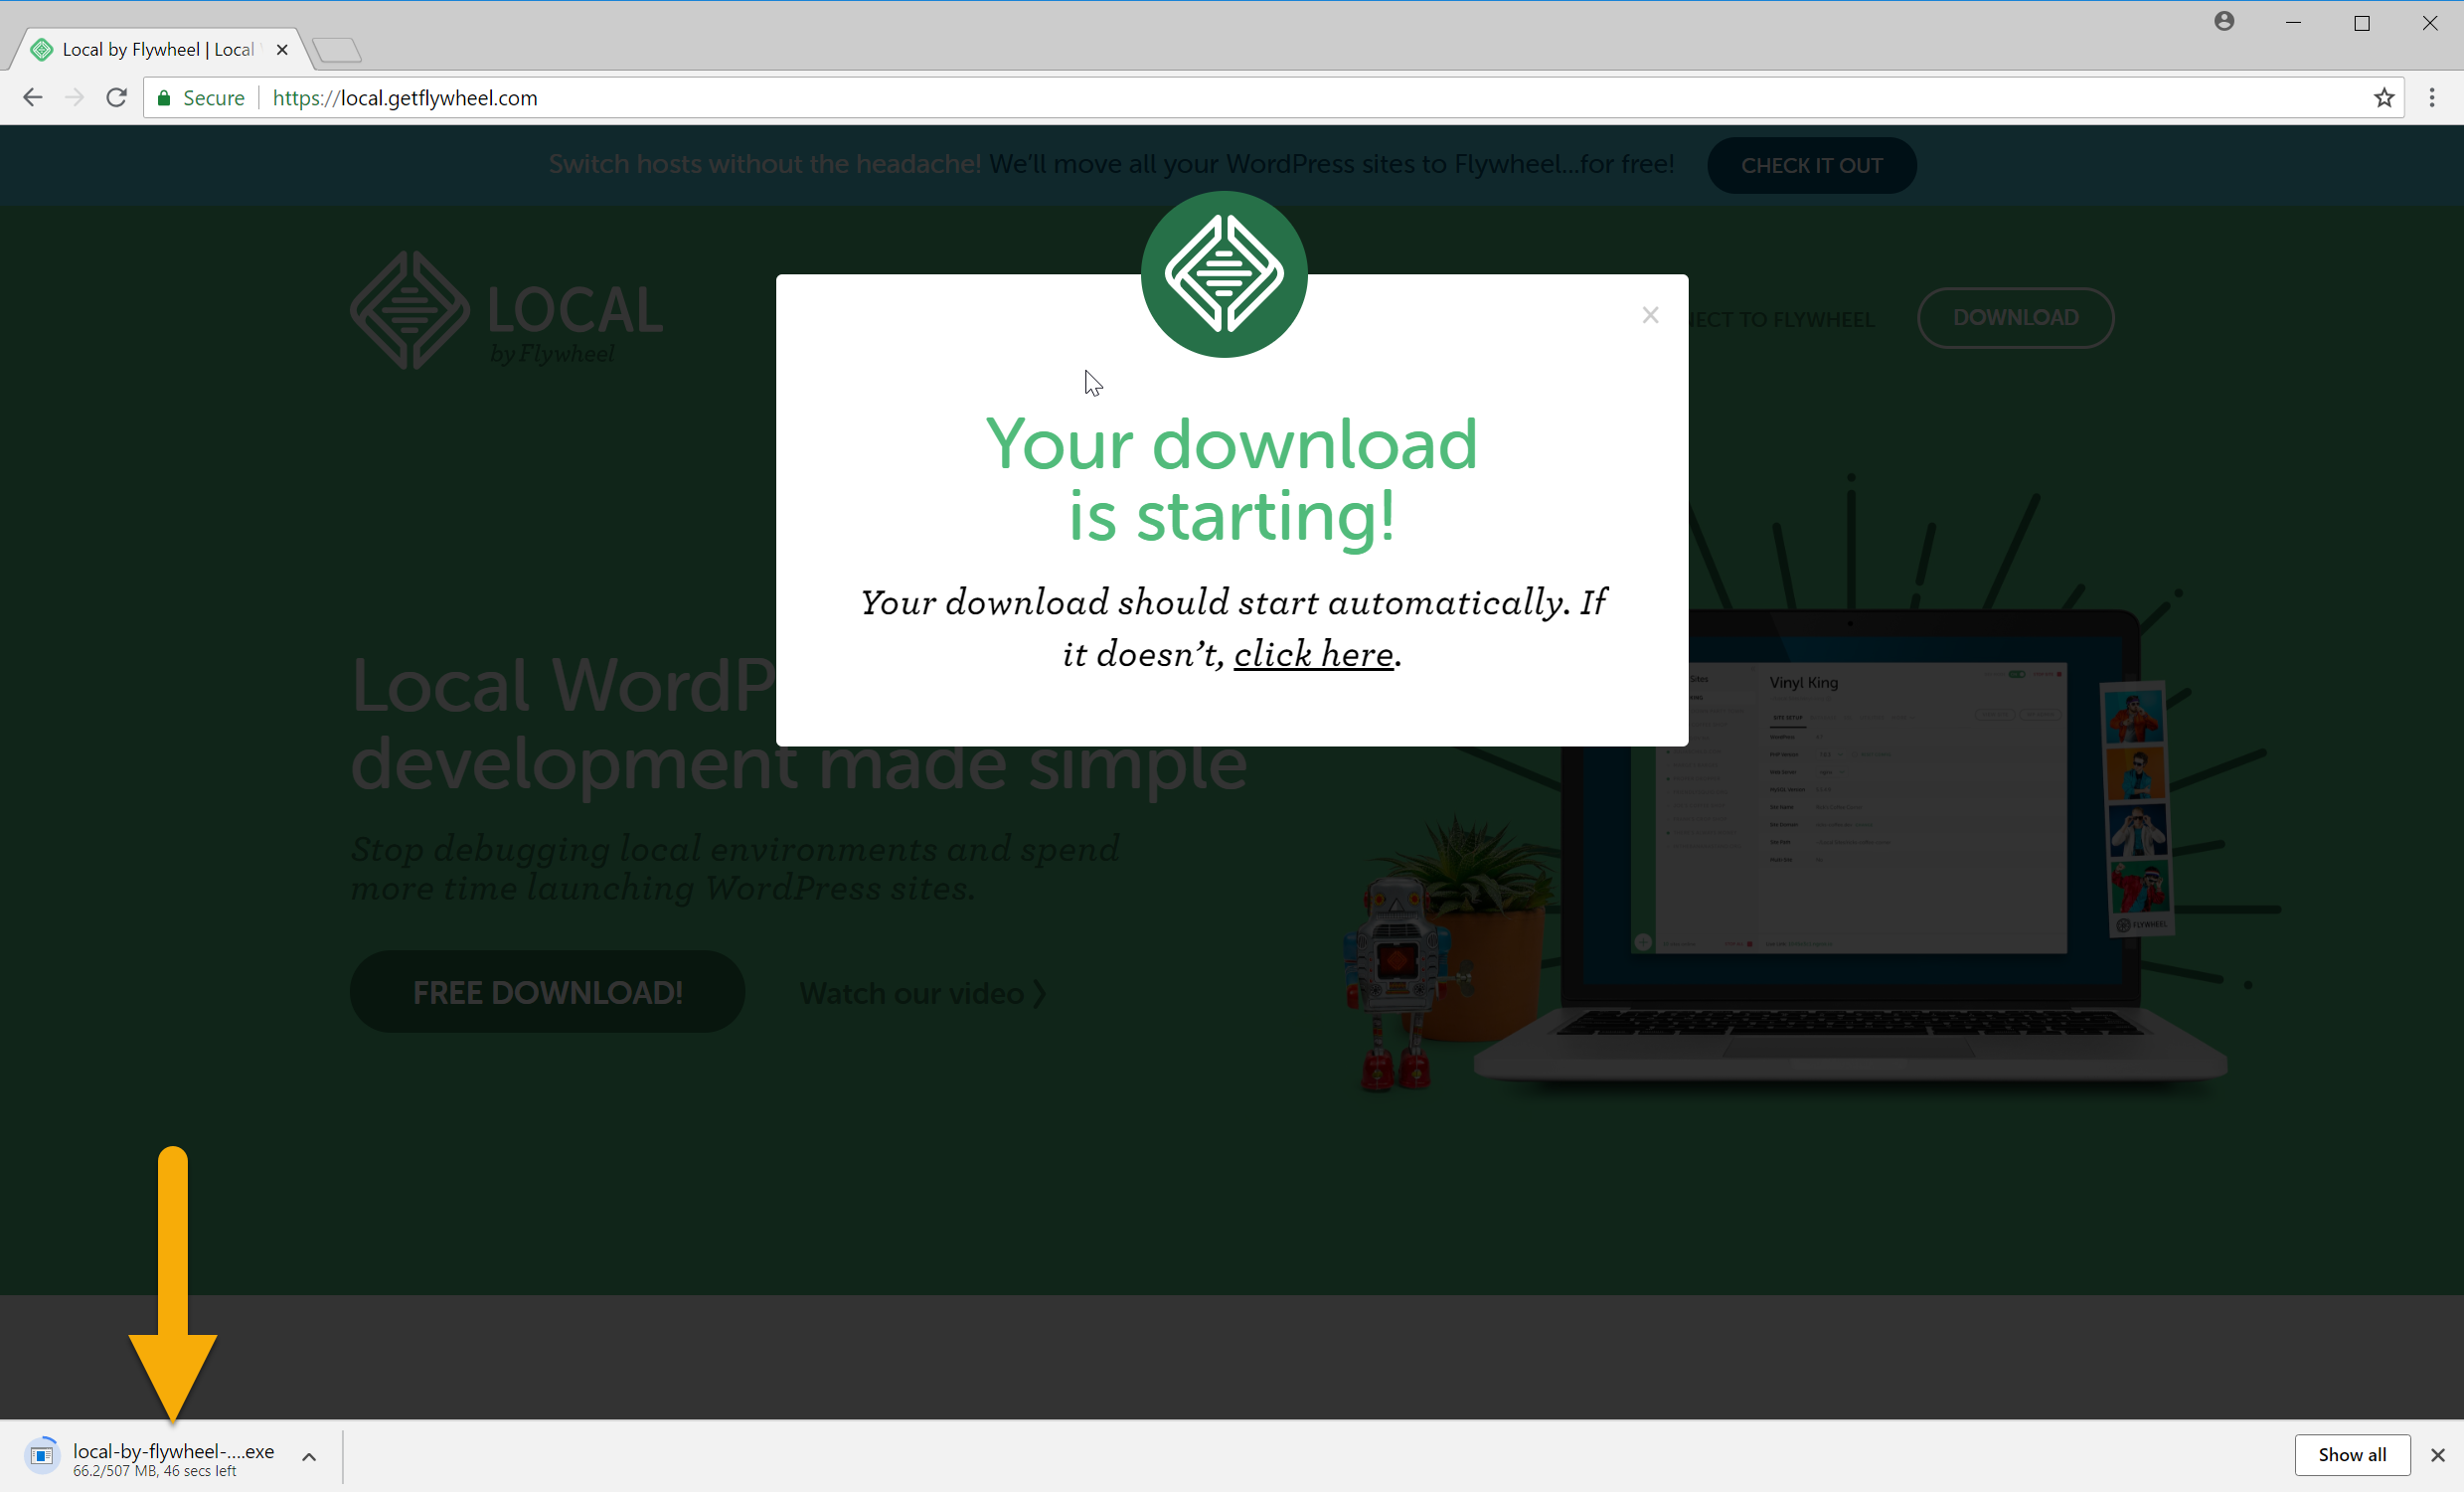 Local by Flywheel | Local
Secure
https://local.getflywheel.com
Switch hosts without the headache! We'll move all your WordPress sites to Flywheel...for free!
CHECK IT OUT
LOCAL
by Flywheel
NECT TO FLYWHEEL
DOWNLOAD
Your download
is starting!
Your download should start automatically. If
it doesn't, click here.
Local WordP
development made simple
Stop debugging local environments and spend
more time launching WordPress sites.
FREE DOWNLOAD!
Watch our video
Vinyl King
SITE SETUP
FLYWHEEL
local-by-flywheel-....exe
66.2/507 MB, 46 secs left
Show all